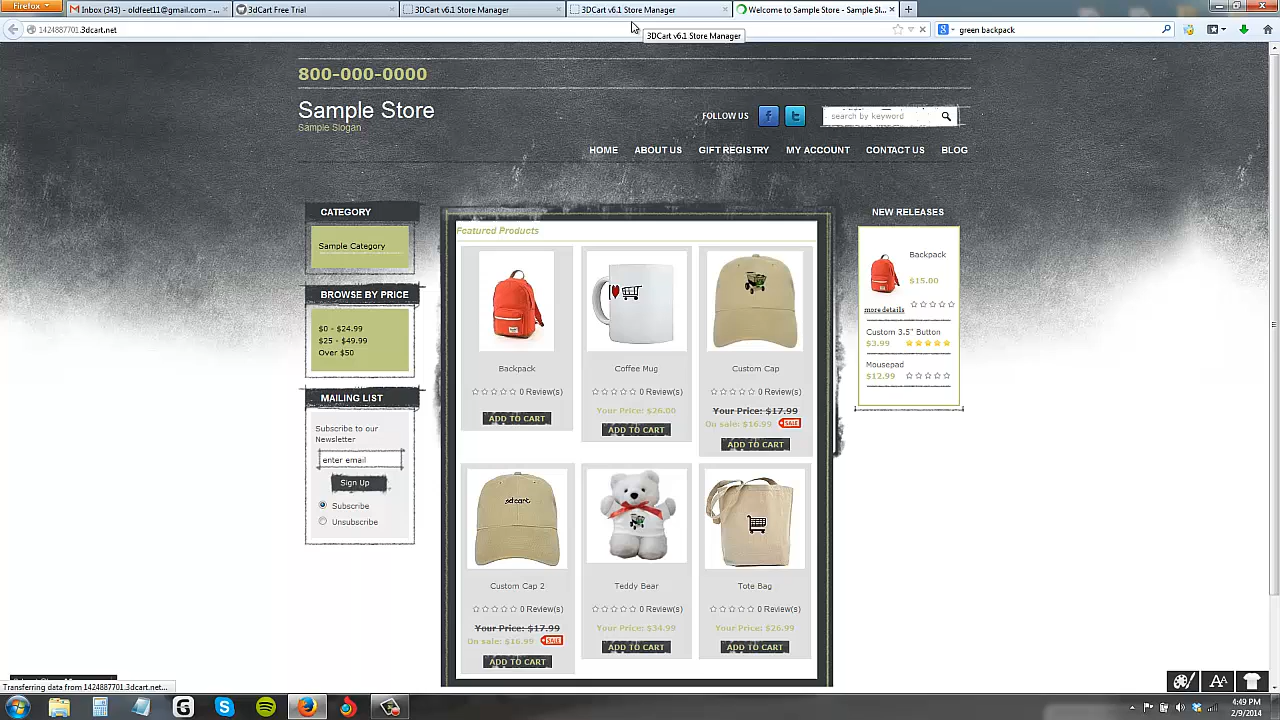 Firefox
Inbox (343) - oldfeet11@gmail.com - ...
3dCart Free Trial
3DCart v6.1 Store Manager
3DCart v6.1 Store Manager
Welcome to Sample Store - Sample Sl...
1424887701.3dcart.net
green backpack
3DCart v6.1 Store Manager
800-000-0000
Sample Store
Sample Slogan
FOLLOW US
search by keyword
HOME
ABOUT US
GIFT REGISTRY
MY ACCOUNT
CONTACT US
BLOG
CATEGORY
Sample Category
BROWSE BY PRICE
$0 - $24.99
$25 - $49.99
Over $50
MAILING LIST
Subscribe to our
Newsletter
enter email
Sign Up
Subscribe
Unsubscribe
Featured Products
Backpack
0 Review(s)
ADD TO CART
Coffee Mug
0 Review(s)
Your Price: $26.00
ADD TO CART
Custom Cap
0 Review(s)
Your Price: $17.99
On sale: $16.99 SALE
ADD TO CART
3dcart
Custom Cap 2
0 Review(s)
Your Price: $17.99
On sale: $16.99 SALE
ADD TO CART
Teddy Bear
0 Review(s)
Your Price: $34.99
ADD TO CART
Tote Bag
0 Review(s)
Your Price: $26.99
ADD TO CART
NEW RELEASES
Backpack
$15.00
more details
Custom 3.5" Button
$3.99
Mousepad
$12.99
Transferring data from 1424887701.3dcart.net...
4:49 PM
2/9/2014